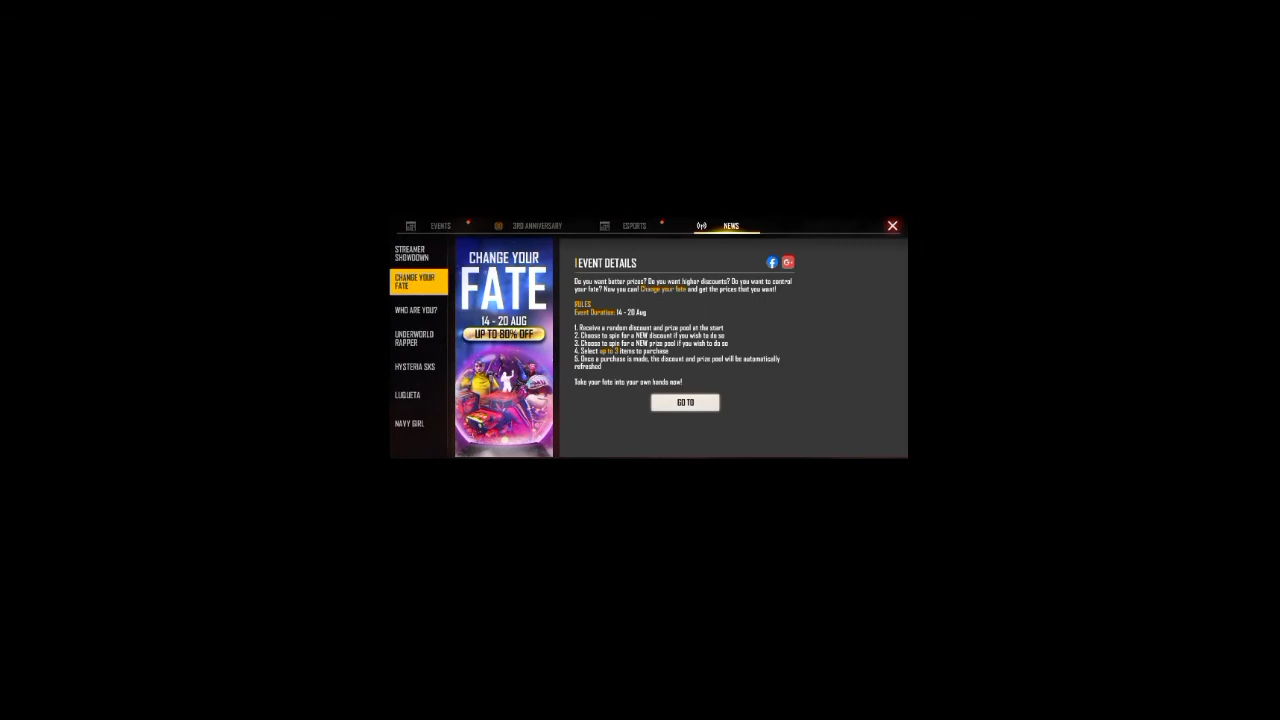 EVENTS
3RD ANNIVERSARY
ESPORTS
NEWS
STREAMER
SHOWDOWN
CHANGE YOUR
FATE
WHO ARE YOU?
UNDERWORLD
RAPPER
HYSTERIA SKS
LUQUETA
NAVY GIRL
CHANGE YOUR
FATE
14 - 20 AUG
UP TO 80% OFF
EVENT DETAILS
Do you want better prizes? Do you want higher discounts? Do you want to control
your fate? Now you can! Change your fate and get the prices that you want!
RULES
Event Duration: 14 - 20 Aug
1. Receive a random discount and prize pool at the start
2. Choose to spin for a NEW discount if you wish to do so
3. Choose to spin for a NEW prize pool if you wish to do so
4. Select up to 3 items to purchase
5. Once a purchase is made, the discount and prize pool will be automatically
refreshed
Take your fate into your own hands now!
GO TO